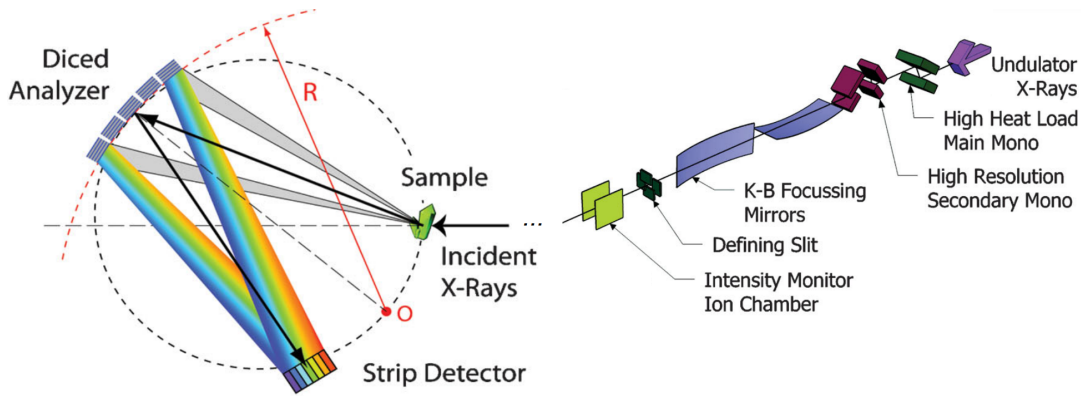 Diced
Analyzer
R
Sample
Incident
X-Rays
O
Strip Detector
...
Undulator
X-Rays
High Heat Load
Main Mono
High Resolution
Secondary Mono
K-B Focussing
Mirrors
Defining Slit
Intensity Monitor
Ion Chamber